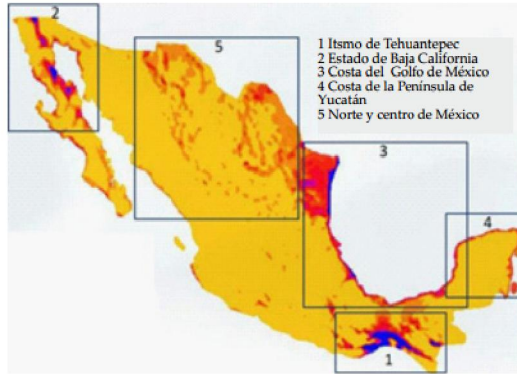 2
5
1 Itsmo de Tehuantepec
2 Estado de Baja California
3 Costa del Golfo de México
4 Costa de la Península de
Yucatán
5 Norte y centro de México
3
4
1